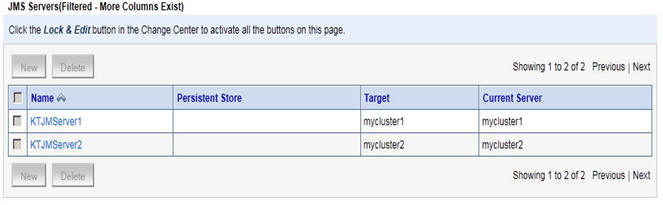 JMS Servers(Filtered - More Columns Exist)
Click the Lock & Edit button in the Change Center to activate all the buttons on this page.
New Delete Showing 1 to 2 of 2 Previous | Next
Name Persistent Store Target Current Server
KTJMServer1 mycluster1 mycluster1
KTJMServer2 mycluster2 mycluster2
New Delete Showing 1 to 2 of 2 Previous | Next